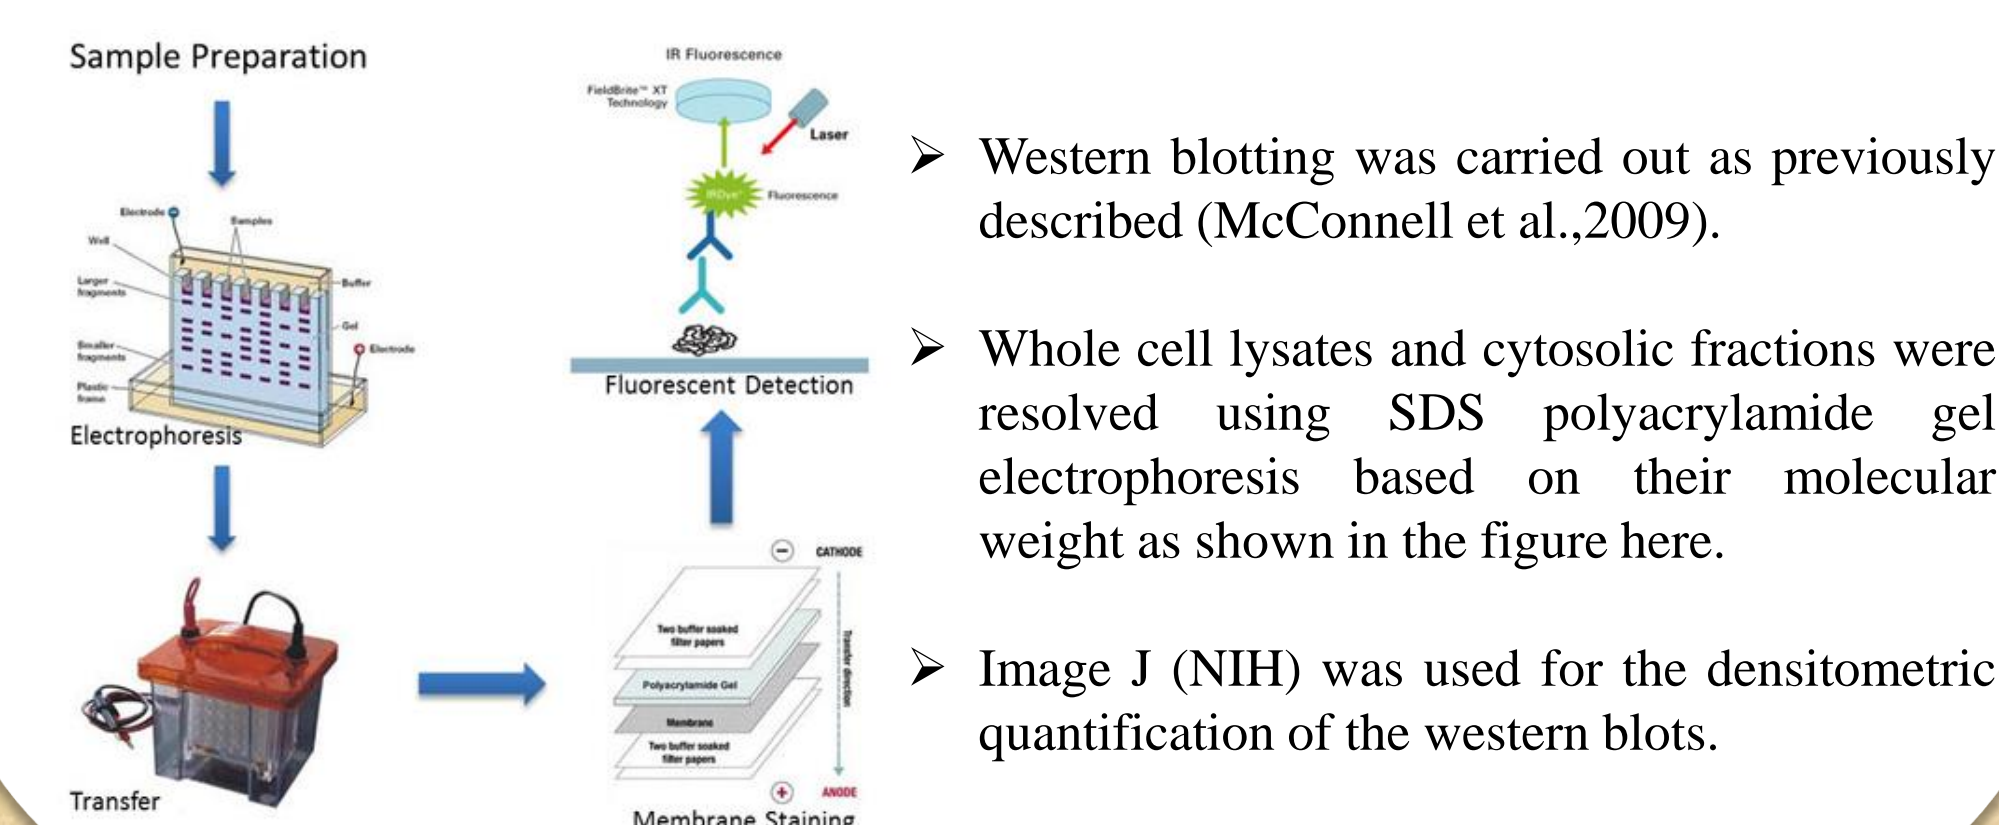 Sample Preparation
Electrode
Samples
Well
Larger
fragments
Buffer
Gel
Smaller
fragments
Electrode
Plastic
frame
Electrophoresis
Transfer
IR Fluorescence
FieldBrite™ XT
Technology
Laser
IRDye
Fluorescence
Fluorescent Detection
CATHODE
Two buffer soaked
filter papers
Polyacrylamide Gel
Membrane
Two buffer soaked
filter papers
Transfer direction
ANODE
Membrane Staining
➢ Western blotting was carried out as previously
described (McConnell et al.,2009).
➢ Whole cell lysates and cytosolic fractions were
resolved using SDS polyacrylamide gel
electrophoresis based on their molecular
weight as shown in the figure here.
➢ Image J (NIH) was used for the densitometric
quantification of the western blots.